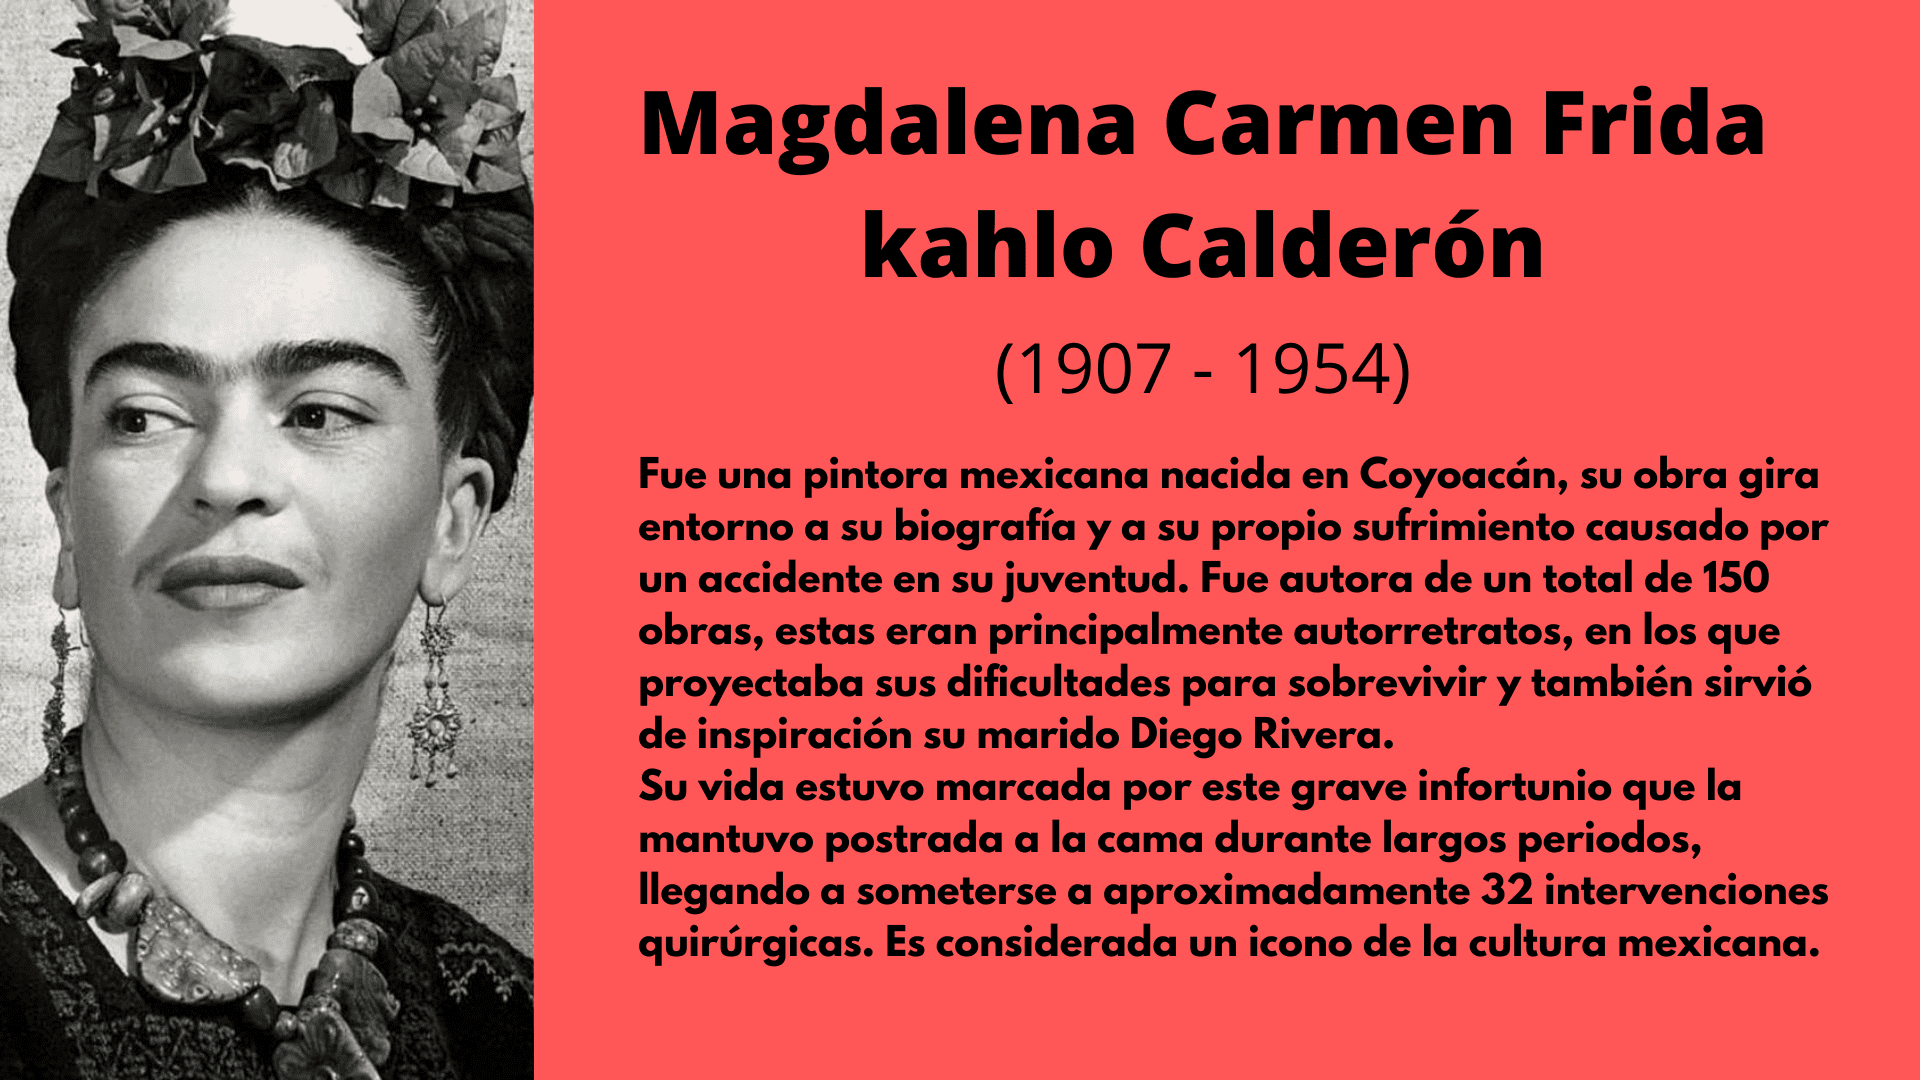 Magdalena Carmen Frida
kahlo Calderón
(1907 - 1954)
Fue una pintora mexicana nacida en Coyoacán, su obra gira
entorno a su biografía y a su propio sufrimiento causado por
un accidente en su juventud. Fue autora de un total de 150
obras, estas eran principalmente autorretratos, en los que
proyectaba sus dificultades para sobrevivir y también sirvió
de inspiración su marido Diego Rivera.
Su vida estuvo marcada por este grave infortunio que la
mantuvo postrada a la cama durante largos periodos,
llegando a someterse a aproximadamente 32 intervenciones
quirúrgicas. Es considerada un icono de la cultura mexicana.